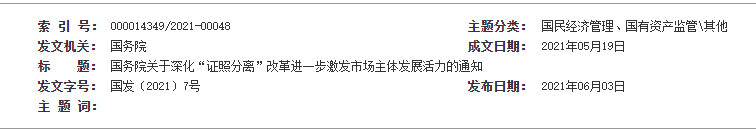 索 引 号： 000014349/2021-00048 主题分类： 国民经济管理、国有资产监管\其他
发文机关： 国务院 成文日期： 2021年05月19日
标 题： 国务院关于深化“证照分离”改革进一步激发市场主体发展活力的通知
发文字号： 国发〔2021〕7号 发布日期： 2021年06月03日
主 题 词：